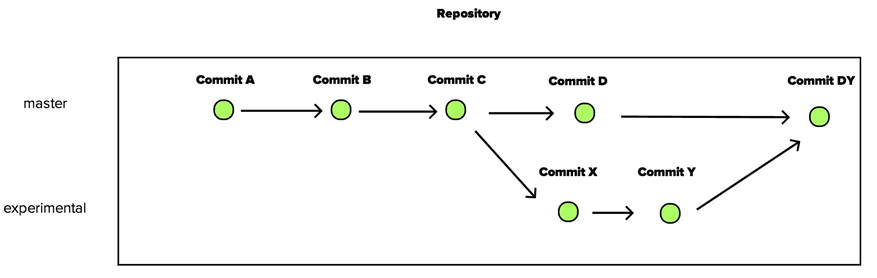 Repository
Commit A
Commit B
Commit C
Commit D
Commit DY
master
Commit X
Commit Y
experimental